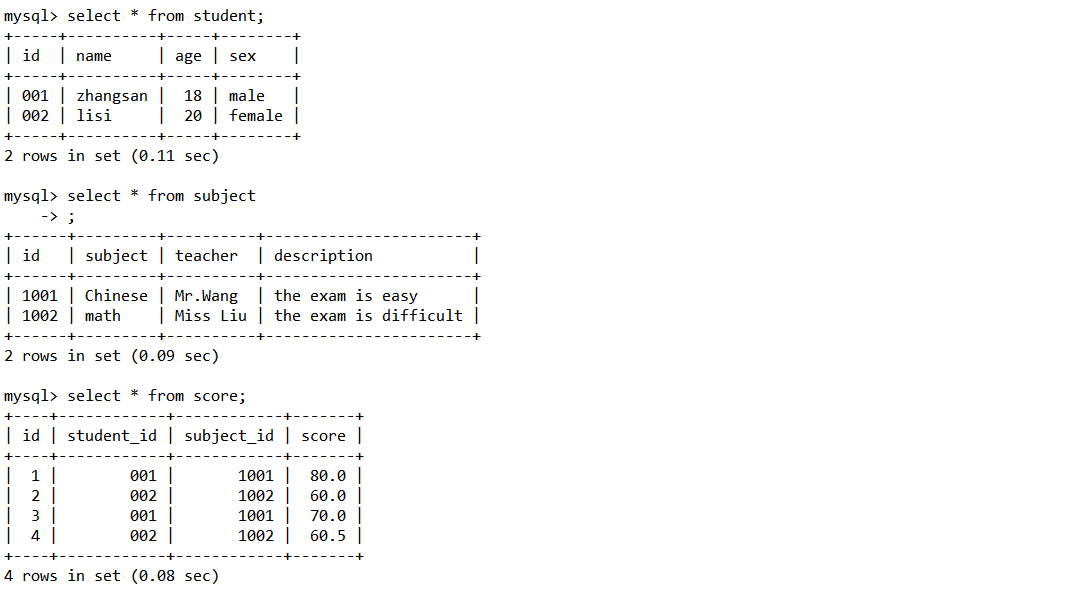 mysql> select * from student;
+-----+----------+-----+--------+
| id  | name     | age | sex    |
+-----+----------+-----+--------+
| 001 | zhangsan |  18 | male   |
| 002 | lisi     |  20 | female |
+-----+----------+-----+--------+
2 rows in set (0.11 sec)

mysql> select * from subject
    -> ;
+------+---------+----------+-----------------------+
| id   | subject | teacher  | description           |
+------+---------+----------+-----------------------+
| 1001 | Chinese | Mr.Wang  | the exam is easy      |
| 1002 | math    | Miss Liu | the exam is difficult |
+------+---------+----------+-----------------------+
2 rows in set (0.09 sec)

mysql> select * from score;
+----+------------+------------+-------+
| id | student_id | subject_id | score |
+----+------------+------------+-------+
|  1 |        001 |       1001 |  80.0 |
|  2 |        002 |       1002 |  60.0 |
|  3 |        001 |       1001 |  70.0 |
|  4 |        002 |       1002 |  60.5 |
+----+------------+------------+-------+
4 rows in set (0.08 sec)